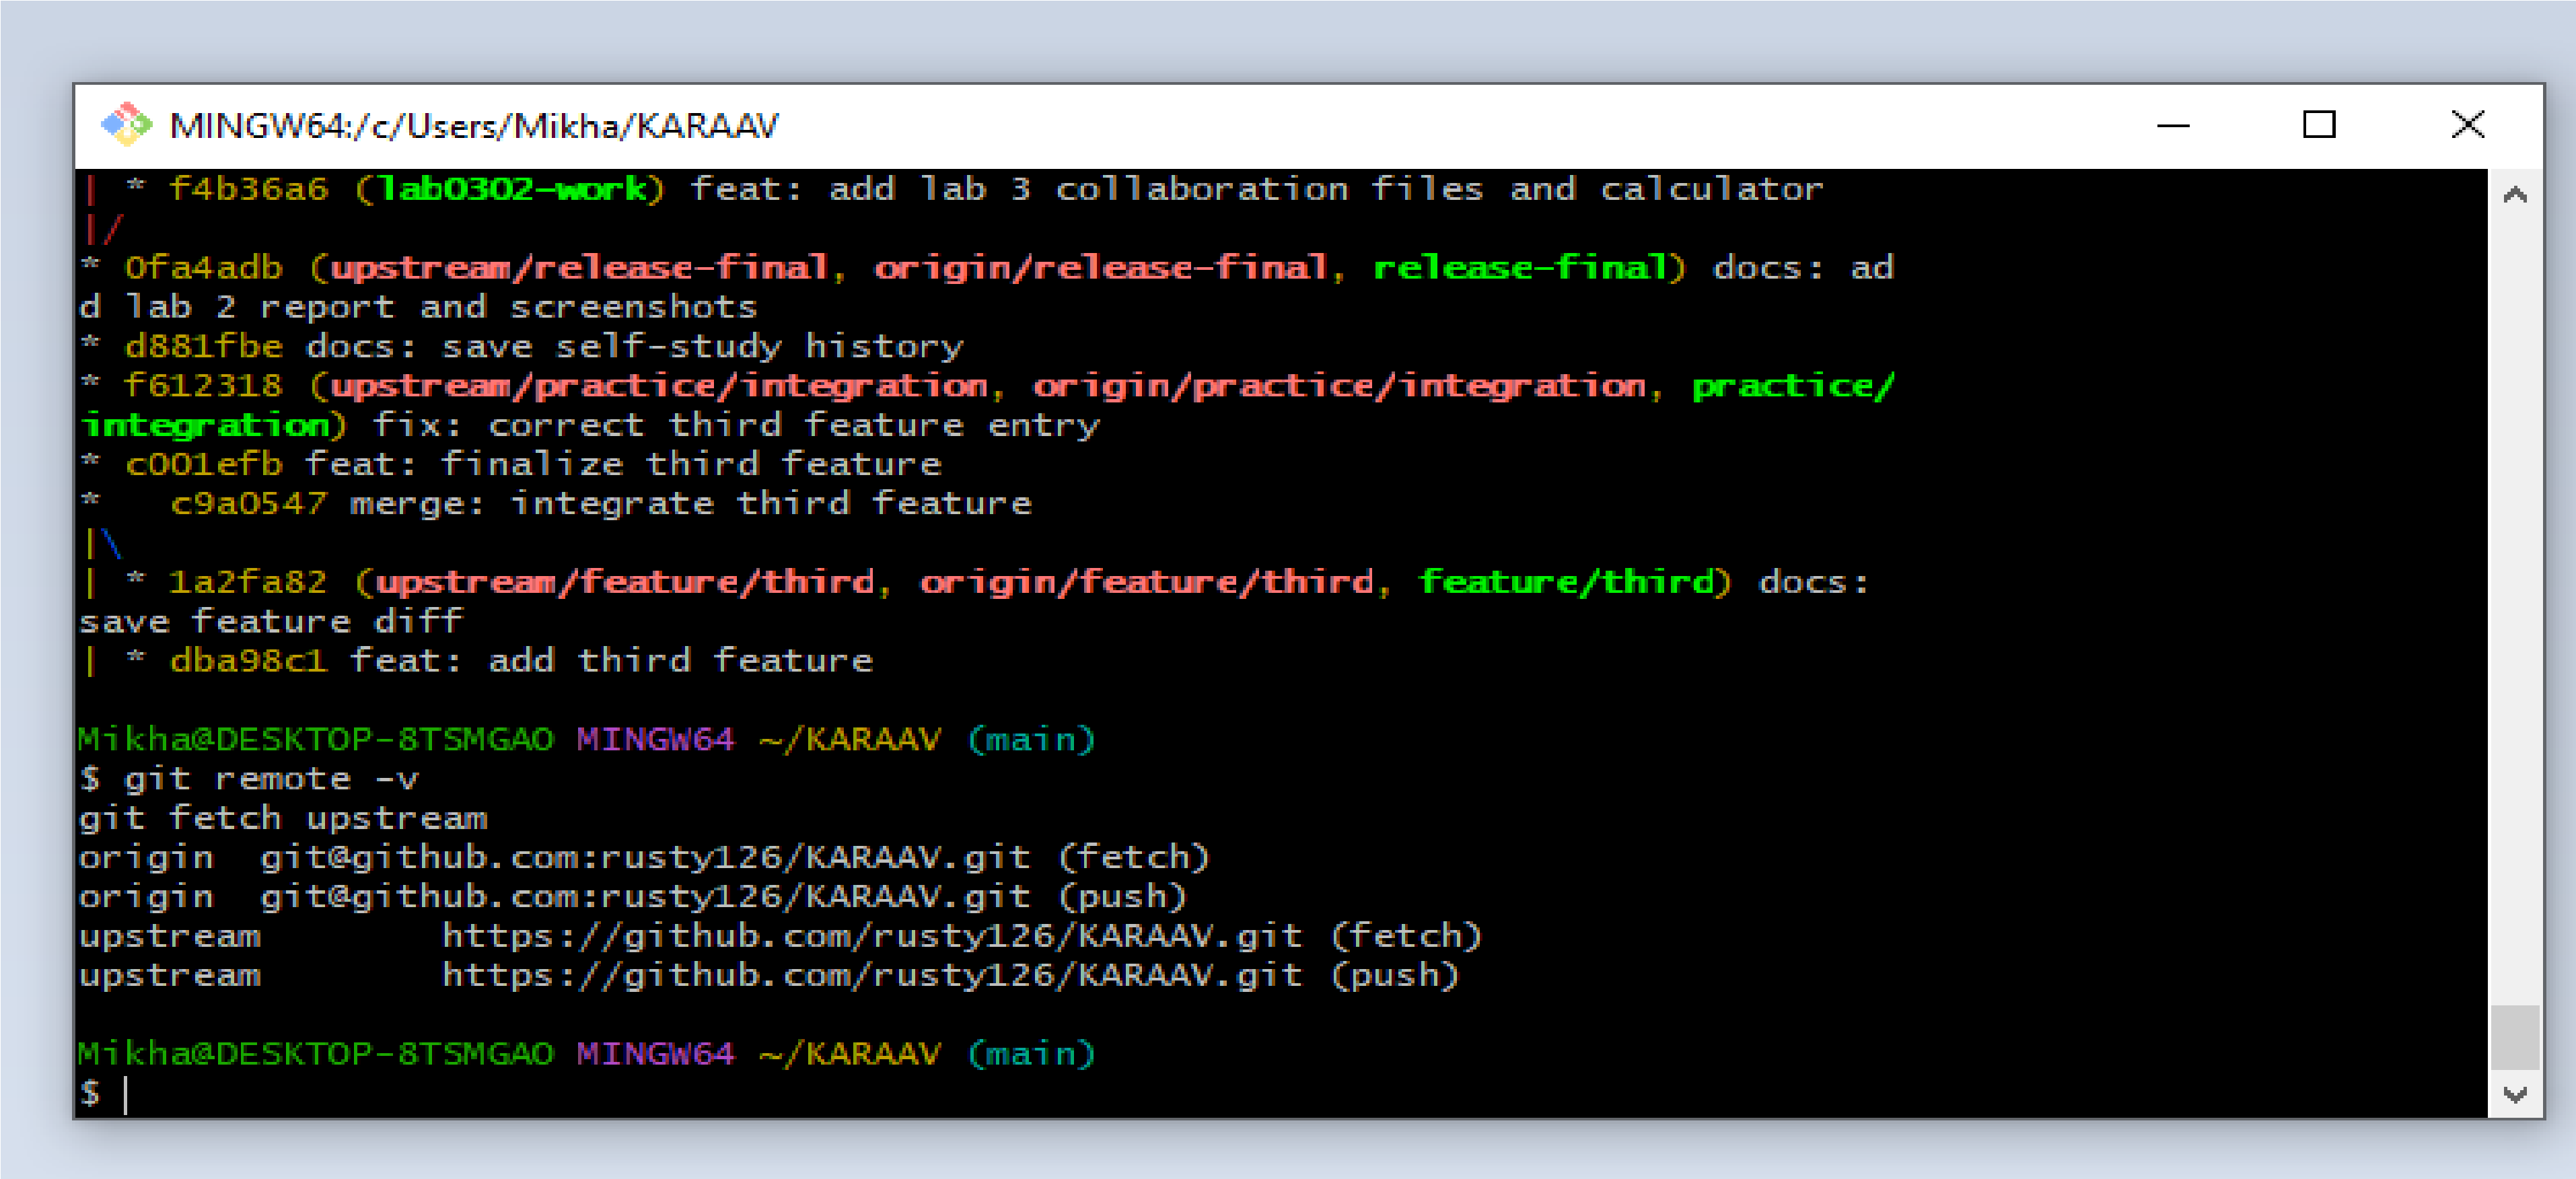 MINGW64:/c/Users/Mikha/KARAAV
| * f4b36a6 (lab0302-work) feat: add lab 3 collaboration files and calculator
|/
* 0fa4adb (upstream/release-final, origin/release-final, release-final) docs: ad
d lab 2 report and screenshots
* d881fbe docs: save self-study history
* f612318 (upstream/practice/integration, origin/practice/integration, practice/
integration) fix: correct third feature entry
* c001efb feat: finalize third feature
*   c9a0547 merge: integrate third feature
|\
| * 1a2fa82 (upstream/feature/third, origin/feature/third, feature/third) docs:
save feature diff
| * dba98c1 feat: add third feature
Mikha@DESKTOP-8TSMGAO MINGW64 ~/KARAAV (main)
$ git remote -v
git fetch upstream
origin  git@github.com:rusty126/KARAAV.git (fetch)
origin  git@github.com:rusty126/KARAAV.git (push)
upstream        https://github.com/rusty126/KARAAV.git (fetch)
upstream        https://github.com/rusty126/KARAAV.git (push)
Mikha@DESKTOP-8TSMGAO MINGW64 ~/KARAAV (main)
$